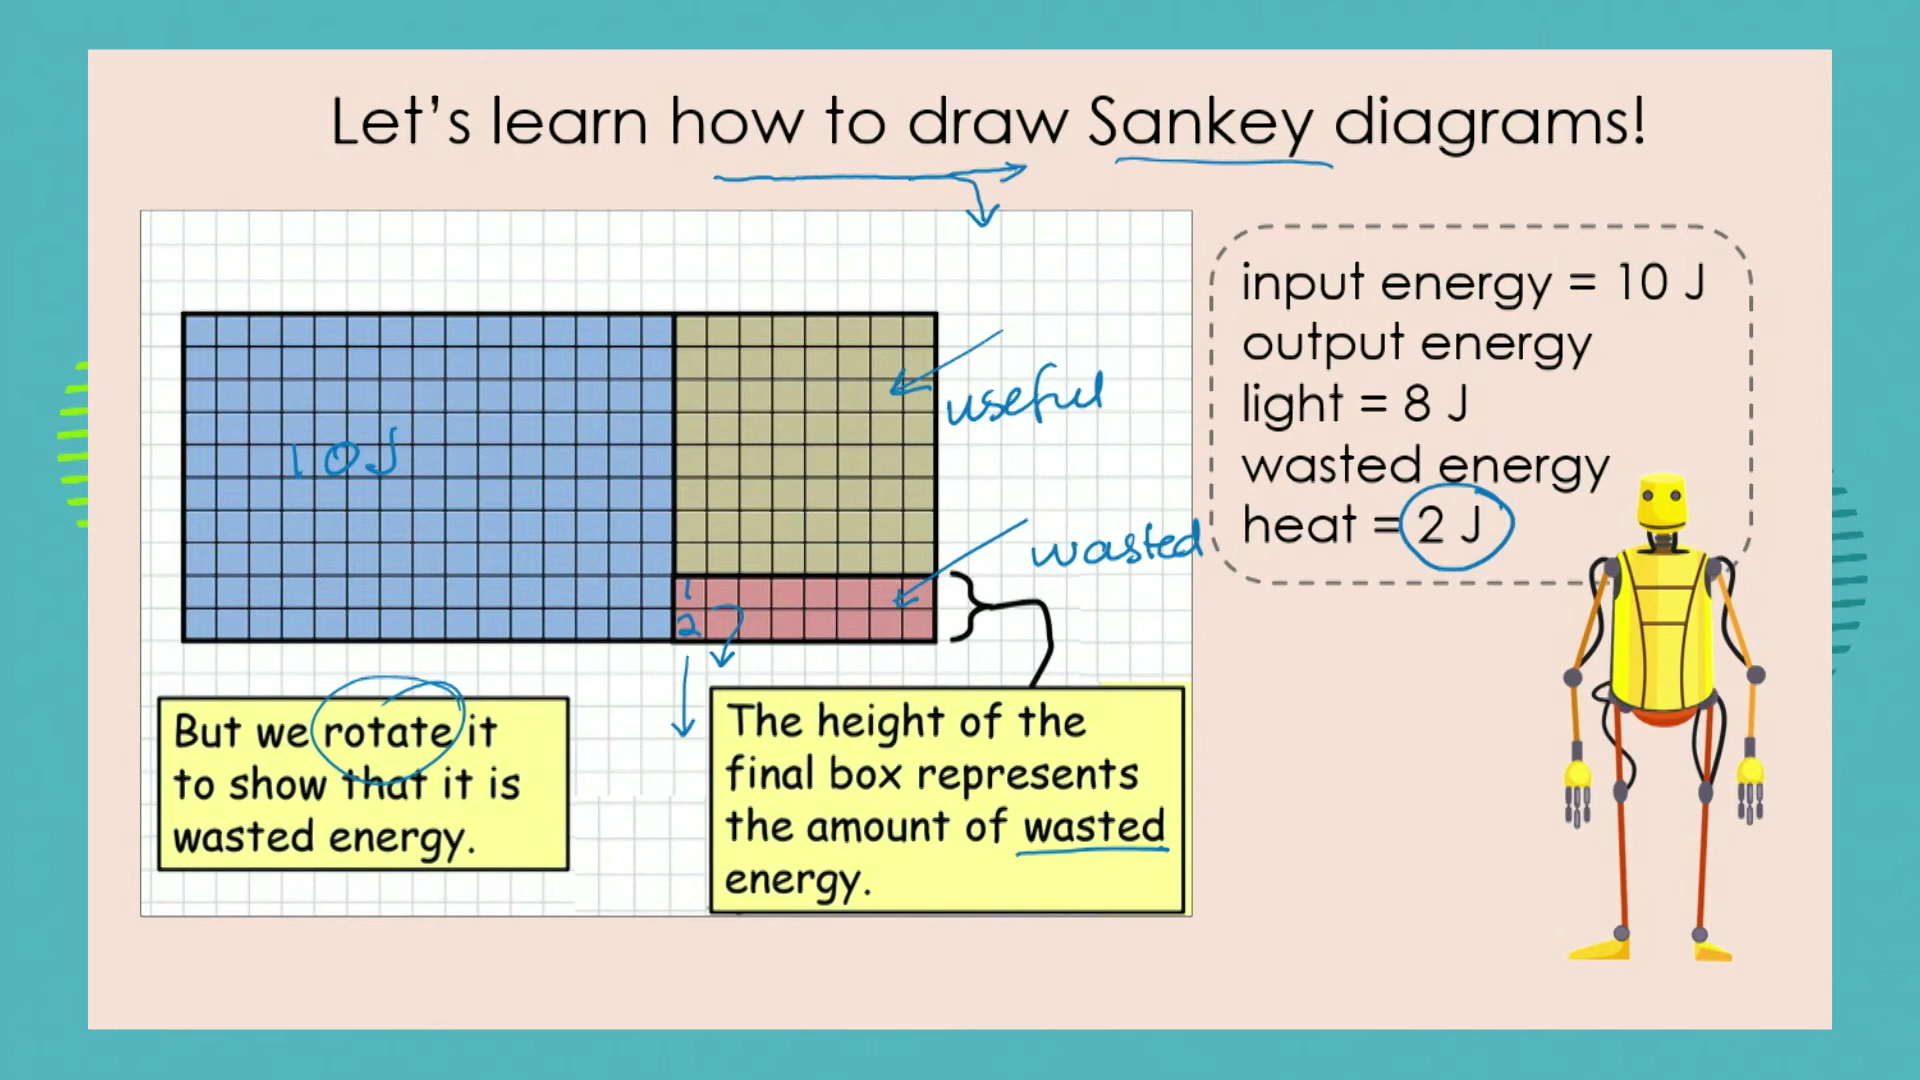 Let's learn how to draw Sankey diagrams!
input energy = 10 J
output energy
light = 8 J
wasted energy
heat = 2 J
10J
useful
wasted
1
2
But we rotate it
to show that it is
wasted energy.
The height of the
final box represents
the amount of wasted
energy.